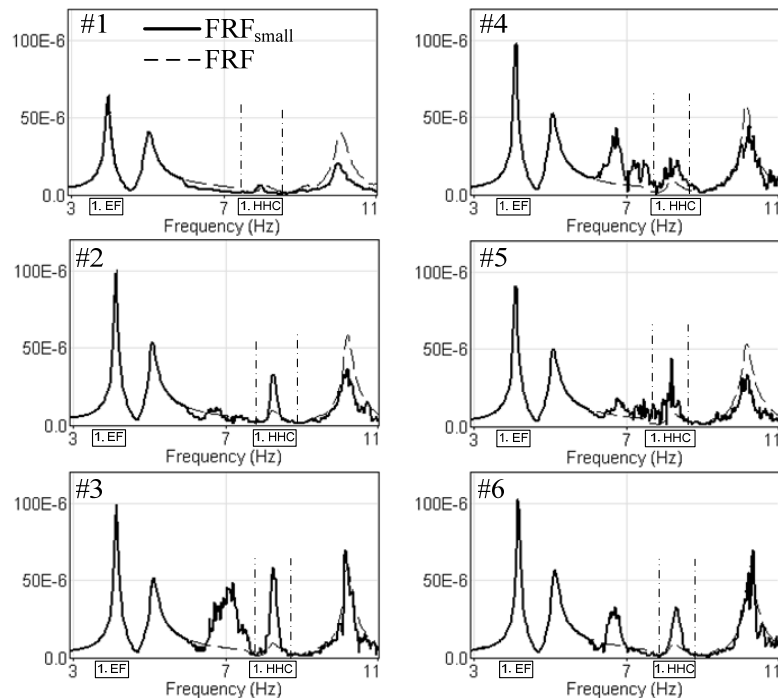 #1
FRFsmall
FRF
100E-6
50E-6
0.0
3
1. EF
7
1. HHC
11
Frequency (Hz)
#4
100E-6
50E-6
0.0
3
1. EF
7
1. HHC
11
Frequency (Hz)
#2
100E-6
50E-6
0.0
3
1. EF
7
1. HHC
11
Frequency (Hz)
#5
100E-6
50E-6
0.0
3
1. EF
7
1. HHC
11
Frequency (Hz)
#3
100E-6
50E-6
0.0
3
1. EF
7
1. HHC
11
Frequency (Hz)
#6
100E-6
50E-6
0.0
3
1. EF
7
1. HHC
11
Frequency (Hz)